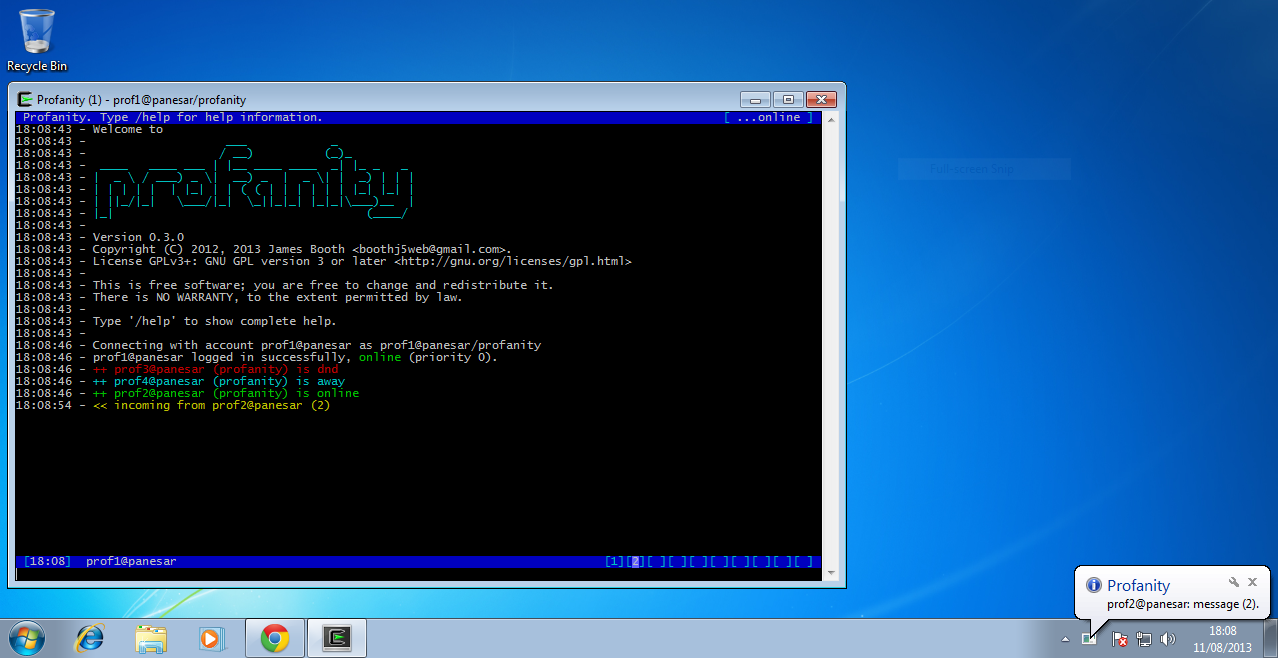 Recycle Bin
Profanity (1) - prof1@panesar/profanity
Profanity. Type /help for help information. [ ...online ]
18:08:43 - Welcome to
18:08:43 -
18:08:43 -
18:08:43 -
18:08:43 - profanity
18:08:43 -
18:08:43 -
18:08:43 -
18:08:43 -
18:08:43 - Version 0.3.0
18:08:43 - Copyright (C) 2012, 2013 James Booth <boothj5web@gmail.com>.
18:08:43 - License GPLv3+: GNU GPL version 3 or later <http://gnu.org/licenses/gpl.html>
18:08:43 -
18:08:43 - This is free software; you are free to change and redistribute it.
18:08:43 - There is NO WARRANTY, to the extent permitted by law.
18:08:43 -
18:08:43 - Type '/help' to show complete help.
18:08:43 -
18:08:46 - Connecting with account prof1@panesar as prof1@panesar/profanity
18:08:46 - prof1@panesar logged in successfully, online (priority 0).
18:08:46 - ++ prof3@panesar (profanity) is dnd
18:08:46 - ++ prof4@panesar (profanity) is away
18:08:46 - ++ prof2@panesar (profanity) is online
18:08:54 - << incoming from prof2@panesar (2)
[18:08] prof1@panesar [1][2][ ][ ][ ][ ][ ][ ][ ][ ]
Full-screen Snip
Profanity
prof2@panesar: message (2).
18:08
11/08/2013